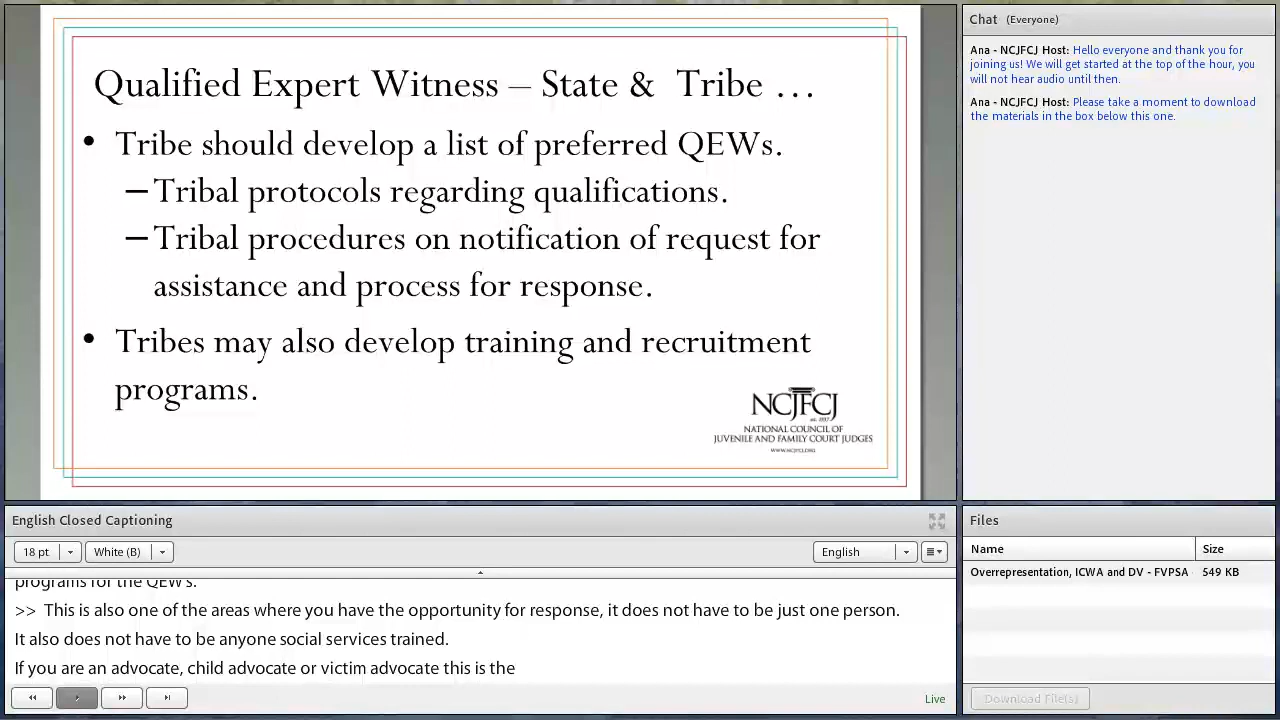 Qualified Expert Witness – State & Tribe …
• Tribe should develop a list of preferred QEWs.
– Tribal protocols regarding qualifications.
– Tribal procedures on notification of request for
assistance and process for response.
• Tribes may also develop training and recruitment
programs.
NCJFCJ
est. 1937
NATIONAL COUNCIL OF
JUVENILE AND FAMILY COURT JUDGES
WWW.NCJFCJ.ORG
Chat (Everyone)
Ana - NCJFCJ Host: Hello everyone and thank you for
joining us! We will get started at the top of the hour, you
will not hear audio until then.
Ana - NCJFCJ Host: Please take a moment to download
the materials in the box below this one.
English Closed Captioning
18 pt White (B) English
programs for the QEW's.
>> This is also one of the areas where you have the opportunity for response, it does not have to be just one person.
It also does not have to be anyone social services trained.
If you are an advocate, child advocate or victim advocate this is the
Live
Files
Name Size
Overrepresentation, ICWA and DV - FVPSA 549 KB
Download File(s)